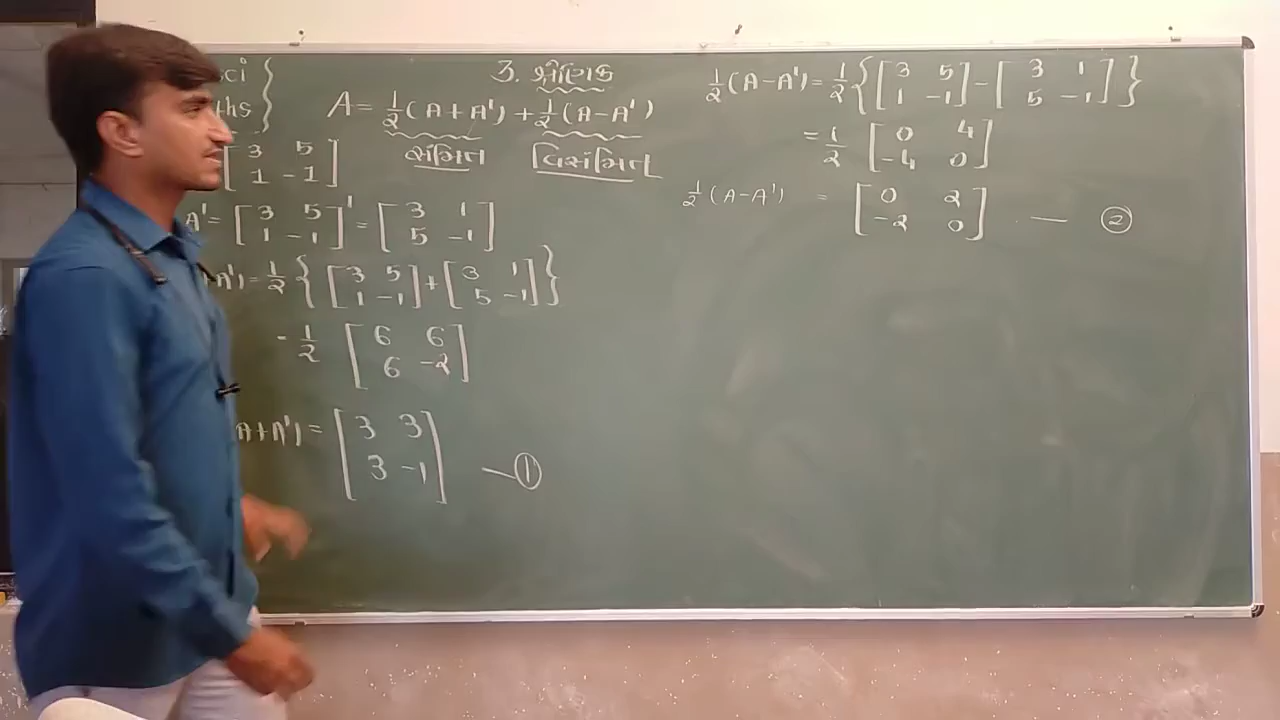 ci }
ths
3. શ્રેણિક
A = 1/2 (A + A') + 1/2 (A - A')
સંમિત વિસંમિત
[3 5; 1 -1]
A' = [3 5; 1 -1]' = [3 1; 5 -1]
A') = 1/2 { [3 5; 1 -1] + [3 1; 5 -1] }
- 1/2 [6 6; 6 -2]
A+A') = [3 3; 3 -1] — ①
1/2 (A-A') = 1/2 { [3 5; 1 -1] - [3 1; 5 -1] }
= 1/2 [0 4; -4 0]
1/2 (A-A') = [0 2; -2 0] — ②